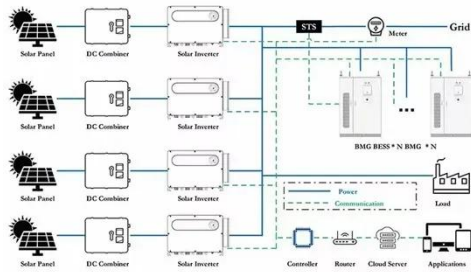 STS
Meter
Grid
Solar Panel DC Combiner Solar Inverter
Solar Panel DC Combiner Solar Inverter
BMG BESS * N BMG * N
Solar Panel DC Combiner Solar Inverter
Power
Communication
Load
Solar Panel DC Combiner Solar Inverter
Controller Router Cloud Server Applications